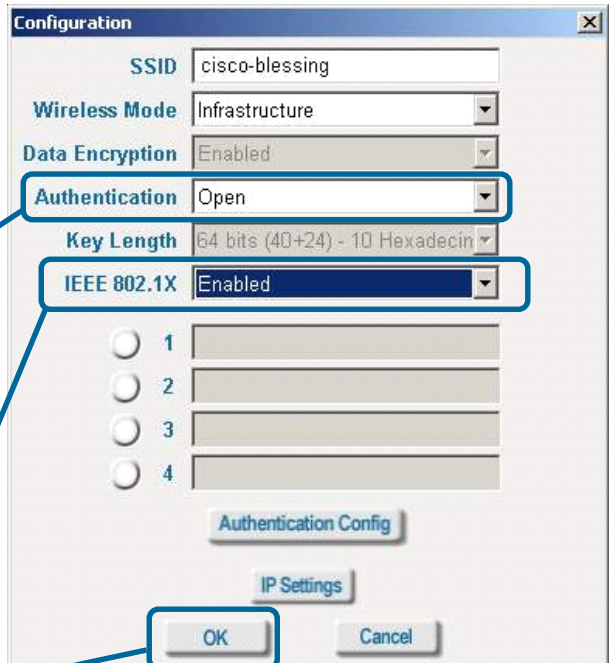 Configuration
SSID cisco-blessing
Wireless Mode Infrastructure
Data Encryption Enabled
Authentication Open
Key Length 64 bits (40+24) - 10 Hexadecin
IEEE 802.1X Enabled
1
2
3
4
Authentication Config
IP Settings
OK Cancel